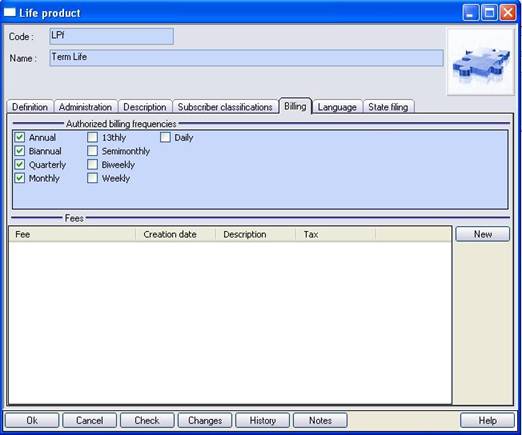 Life product
Code : LPf
Name : Term Life
Definition Administration Description Subscriber classifications Billing Language State filing
Authorized billing frequencies
Annual 13thly Daily
Biannual Semimonthly
Quarterly Biweekly
Monthly Weekly
Fees
Fee Creation date Description Tax
New
Ok Cancel Check Changes History Notes Help